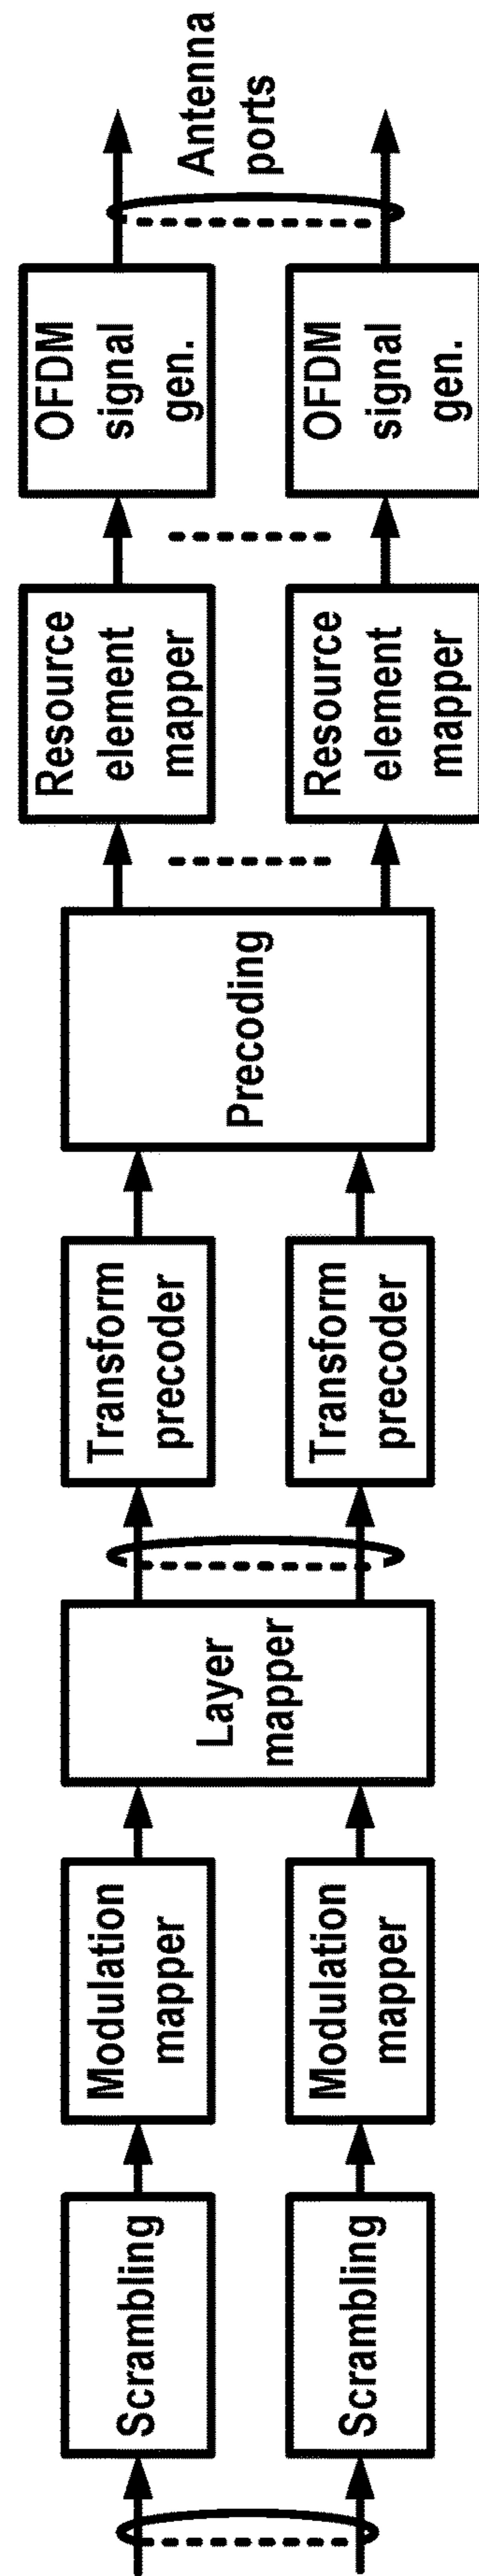 Scrambling
Scrambling
Modulation
mapper
Modulation
mapper
Layer
mapper
Transform
precoder
Transform
precoder
Precoding
Resource
element
mapper
Resource
element
mapper
OFDM
signal
gen.
OFDM
signal
gen.
Antenna
ports